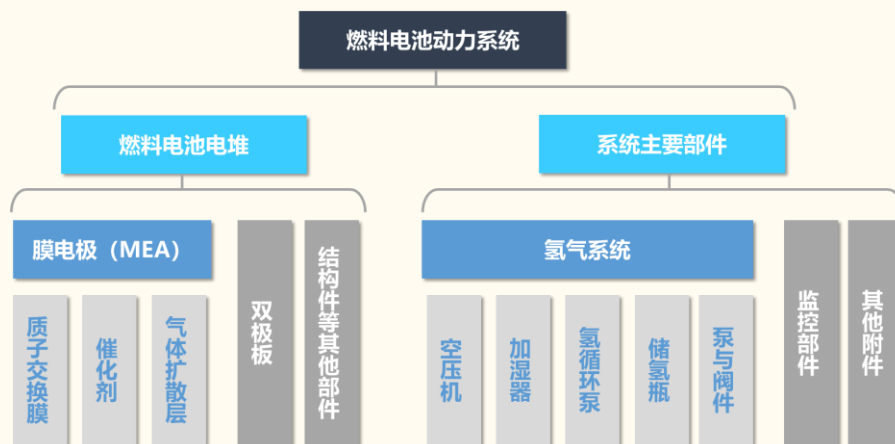 燃料电池动力系统
燃料电池电堆
系统主要部件
膜电极（MEA）
双极板
结构件等其他部件
氢气系统
监控部件
其他附件
质子交换膜
催化剂
气体扩散层
空压机
加湿器
氢循环泵
储氢瓶
泵与阀件